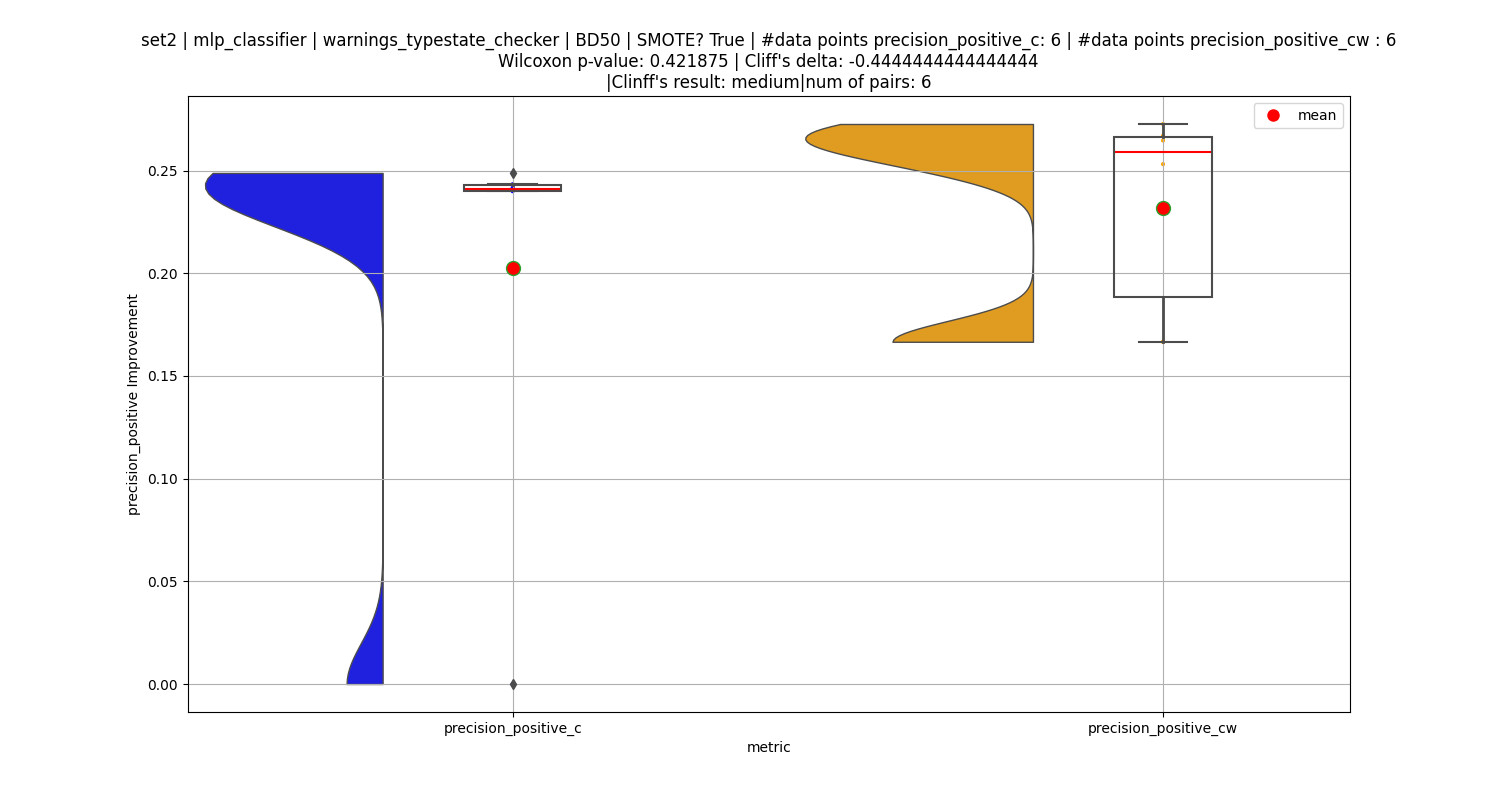 set2 | mlp_classifier | warnings_typestate_checker | BD50 | SMOTE? True | #data points precision_positive_c: 6 | #data points precision_positive_cw : 6
Wilcoxon p-value: 0.421875 | Cliff's delta: -0.4444444444444444
|Clinff's result: medium|num of pairs: 6
mean
0.25
0.20
0.15
0.10
0.05
0.00
precision_positive Improvement
precision_positive_c
precision_positive_cw
metric